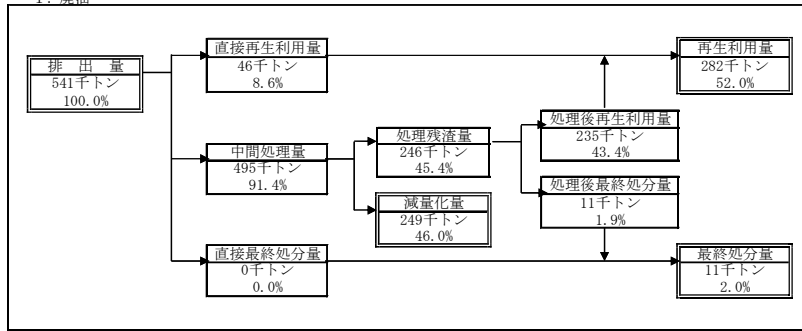 排出量
541千トン
100.0%
直接再生利用量
46千トン
8.6%
再生利用量
282千トン
52.0%
中間処理量
495千トン
91.4%
処理残渣量
246千トン
45.4%
処理後再生利用量
235千トン
43.4%
減量化量
249千トン
46.0%
処理後最終処分量
11千トン
1.9%
直接最終処分量
0千トン
0.0%
最終処分量
11千トン
2.0%